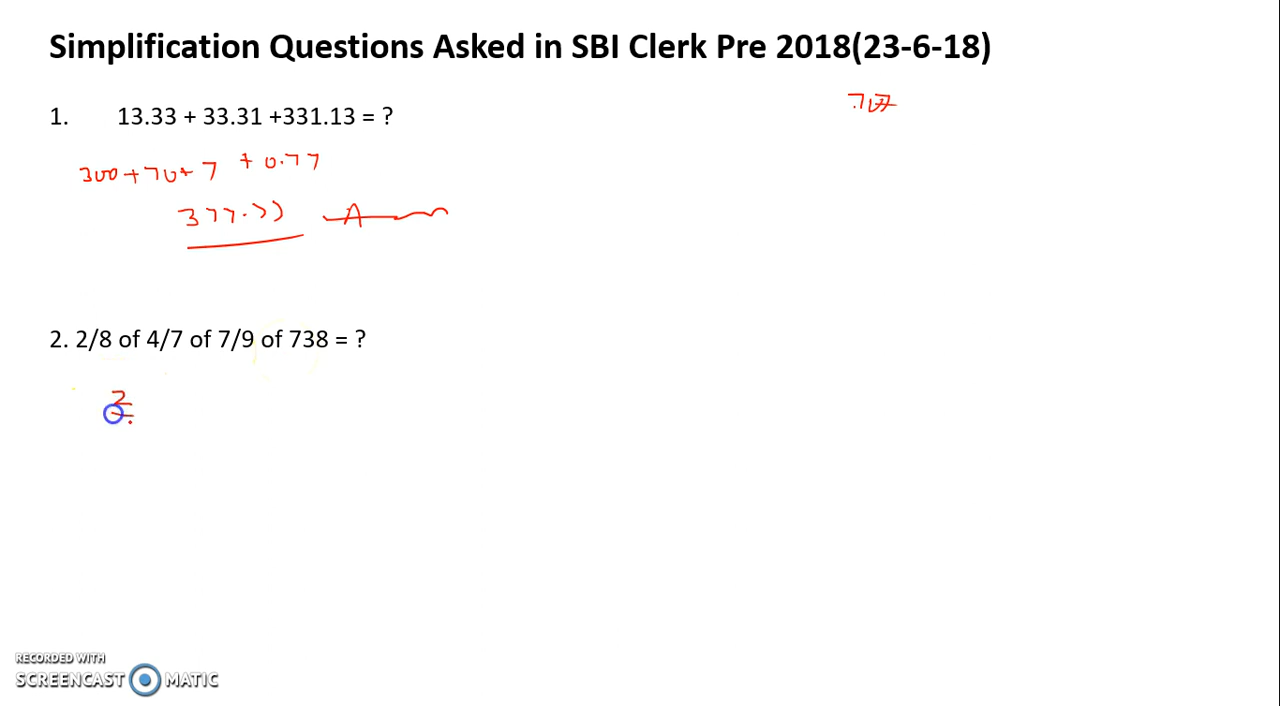 Simplification Questions Asked in SBI Clerk Pre 2018(23-6-18)
1. 13.33 + 33.31 +331.13 = ?
300+70+7 + 0.77
377.77
2. 2/8 of 4/7 of 7/9 of 738 = ?
2
RECORDED WITH
SCREENCAST MATIC